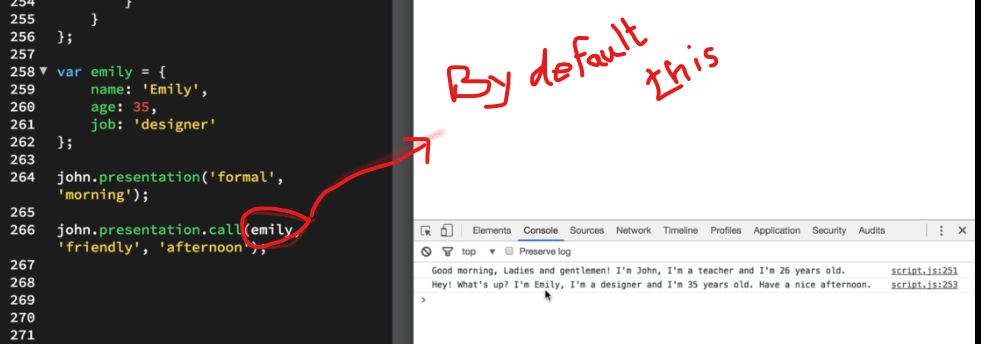 254 }
255 }
256 };
257
258 var emily = {
259 name: 'Emily',
260 age: 35,
261 job: 'designer'
262 };
263
264 john.presentation('formal',
'morning');
265
266 john.presentation.call(emily,
'friendly', 'afternoon');
267
268
269
270
271
By default
this
Elements Console Sources Network Timeline Profiles Application Security Audits
top Preserve log
Good morning, Ladies and gentlemen! I'm John, I'm a teacher and I'm 26 years old. script.js:251
Hey! What's up? I'm Emily, I'm a designer and I'm 35 years old. Have a nice afternoon. script.js:253
>